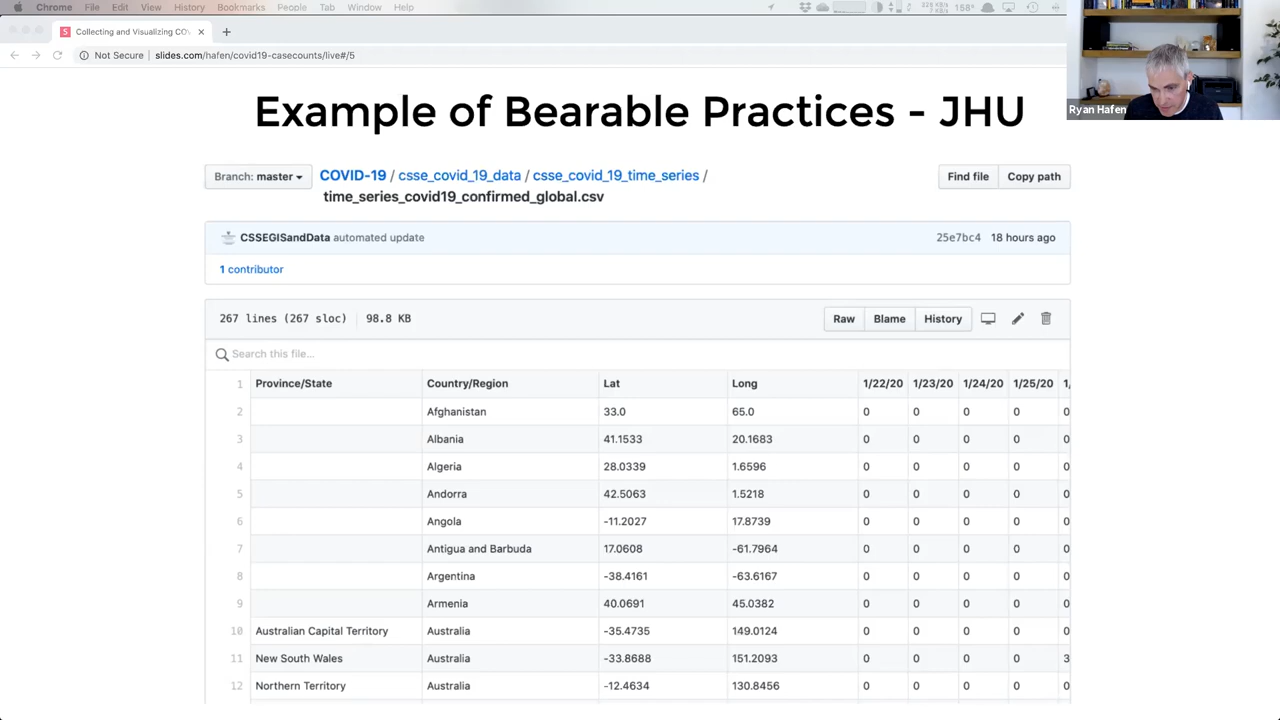 Chrome File Edit View History Bookmarks People Tab Window Help
158°
Collecting and Visualizing COV
Not Secure slides.com/hafen/covid19-casecounts/live#/5
Ryan Hafen
Example of Bearable Practices - JHU
Branch: master COVID-19 / csse_covid_19_data / csse_covid_19_time_series / Find file Copy path
time_series_covid19_confirmed_global.csv
CSSEGISandData automated update 25e7bc4 18 hours ago
1 contributor
267 lines (267 sloc) 98.8 KB Raw Blame History
Search this file...
1 Province/State Country/Region Lat Long 1/22/20 1/23/20 1/24/20 1/25/20 1/
2 Afghanistan 33.0 65.0 0 0 0 0 0
3 Albania 41.1533 20.1683 0 0 0 0 0
4 Algeria 28.0339 1.6596 0 0 0 0 0
5 Andorra 42.5063 1.5218 0 0 0 0 0
6 Angola -11.2027 17.8739 0 0 0 0 0
7 Antigua and Barbuda 17.0608 -61.7964 0 0 0 0 0
8 Argentina -38.4161 -63.6167 0 0 0 0 0
9 Armenia 40.0691 45.0382 0 0 0 0 0
10 Australian Capital Territory Australia -35.4735 149.0124 0 0 0 0 0
11 New South Wales Australia -33.8688 151.2093 0 0 0 0 3
12 Northern Territory Australia -12.4634 130.8456 0 0 0 0 0